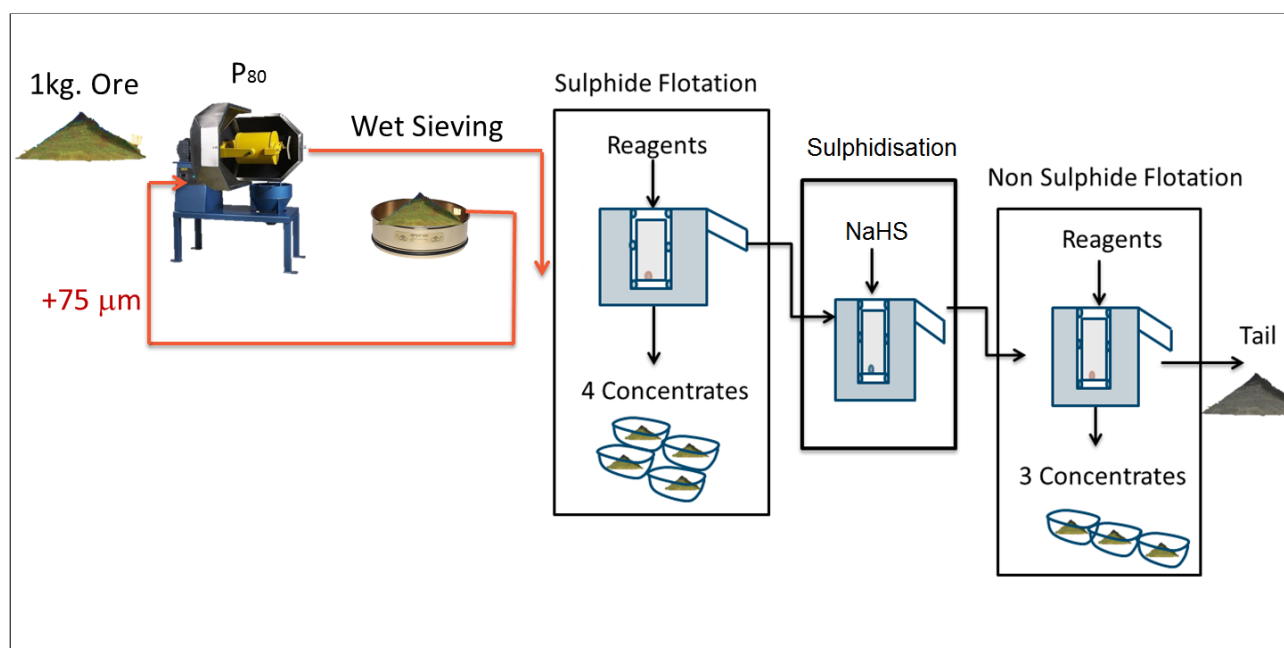 1kg. Ore
P80
Wet Sieving
+75 μm
Sulphide Flotation
Reagents
4 Concentrates
Sulphidisation
NaHS
Non Sulphide Flotation
Reagents
3 Concentrates
Tail